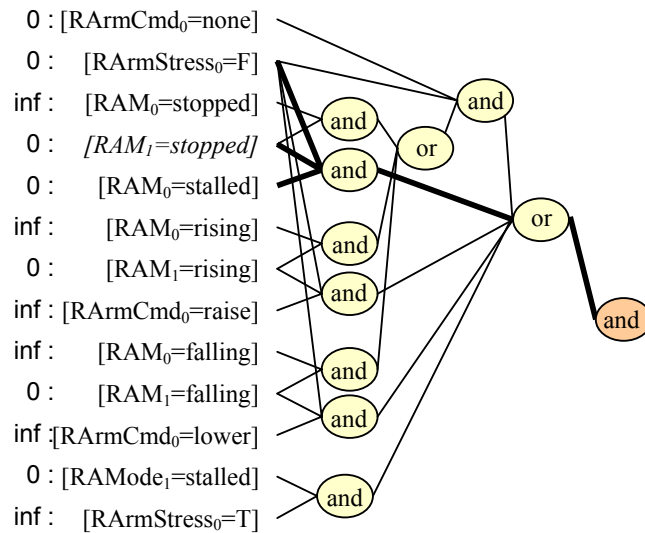 0 : [RArmCmd₀=none]
0 : [RArmStress₀=F]
inf : [RAM₀=stopped]
0 : [RAM₁=stopped]
0 : [RAM₀=stalled]
inf : [RAM₀=rising]
0 : [RAM₁=rising]
inf : [RArmCmd₀=raise]
inf : [RAM₀=falling]
0 : [RAM₁=falling]
inf :[RArmCmd₀=lower]
0 : [RAMode₁=stalled]
inf : [RArmStress₀=T]
and
and
and
and
and
and
and
or
and
or
and